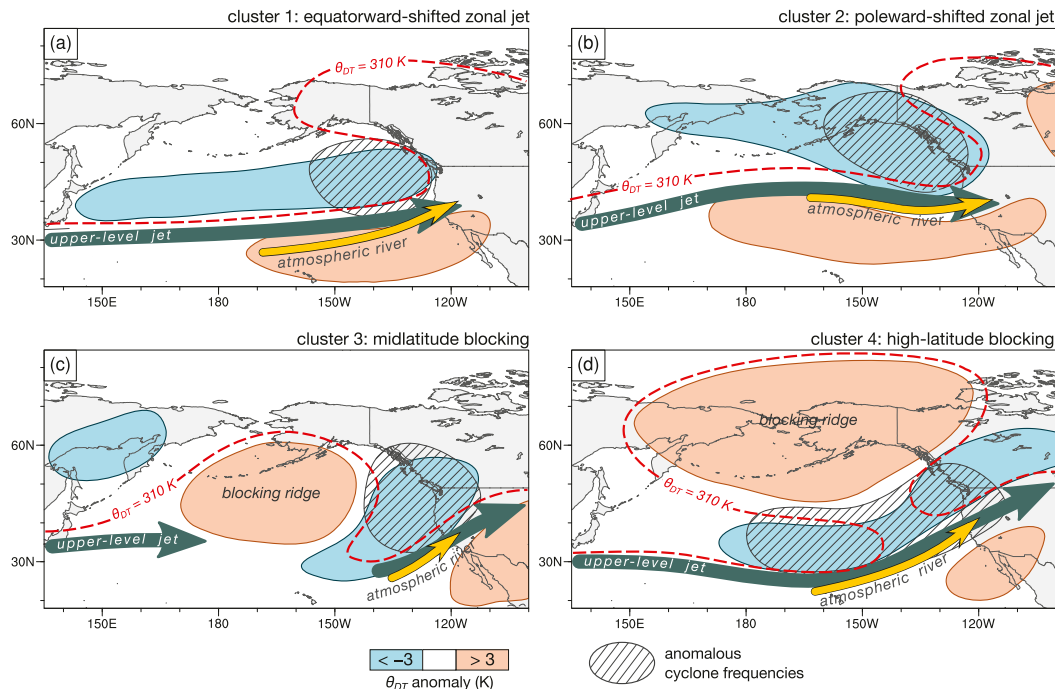 cluster 1: equatorward-shifted zonal jet
(a)
θDT = 310 K
60N
30N
upper-level jet
atmospheric river
150E 180 150W 120W
cluster 2: poleward-shifted zonal jet
(b)
θDT = 310 K
60N
θDT = 310 K
30N
upper-level jet
atmospheric river
150E 180 150W 120W
cluster 3: midlatitude blocking
(c)
60N
blocking ridge
θDT = 310 K
30N
upper-level jet
atmospheric river
150E 180 150W 120W
cluster 4: high-latitude blocking
(d)
blocking ridge
60N
θDT = 310 K
30N
upper-level jet
atmospheric river
150E 180 150W 120W
< −3 > 3
θDT anomaly (K)
anomalous
cyclone frequencies